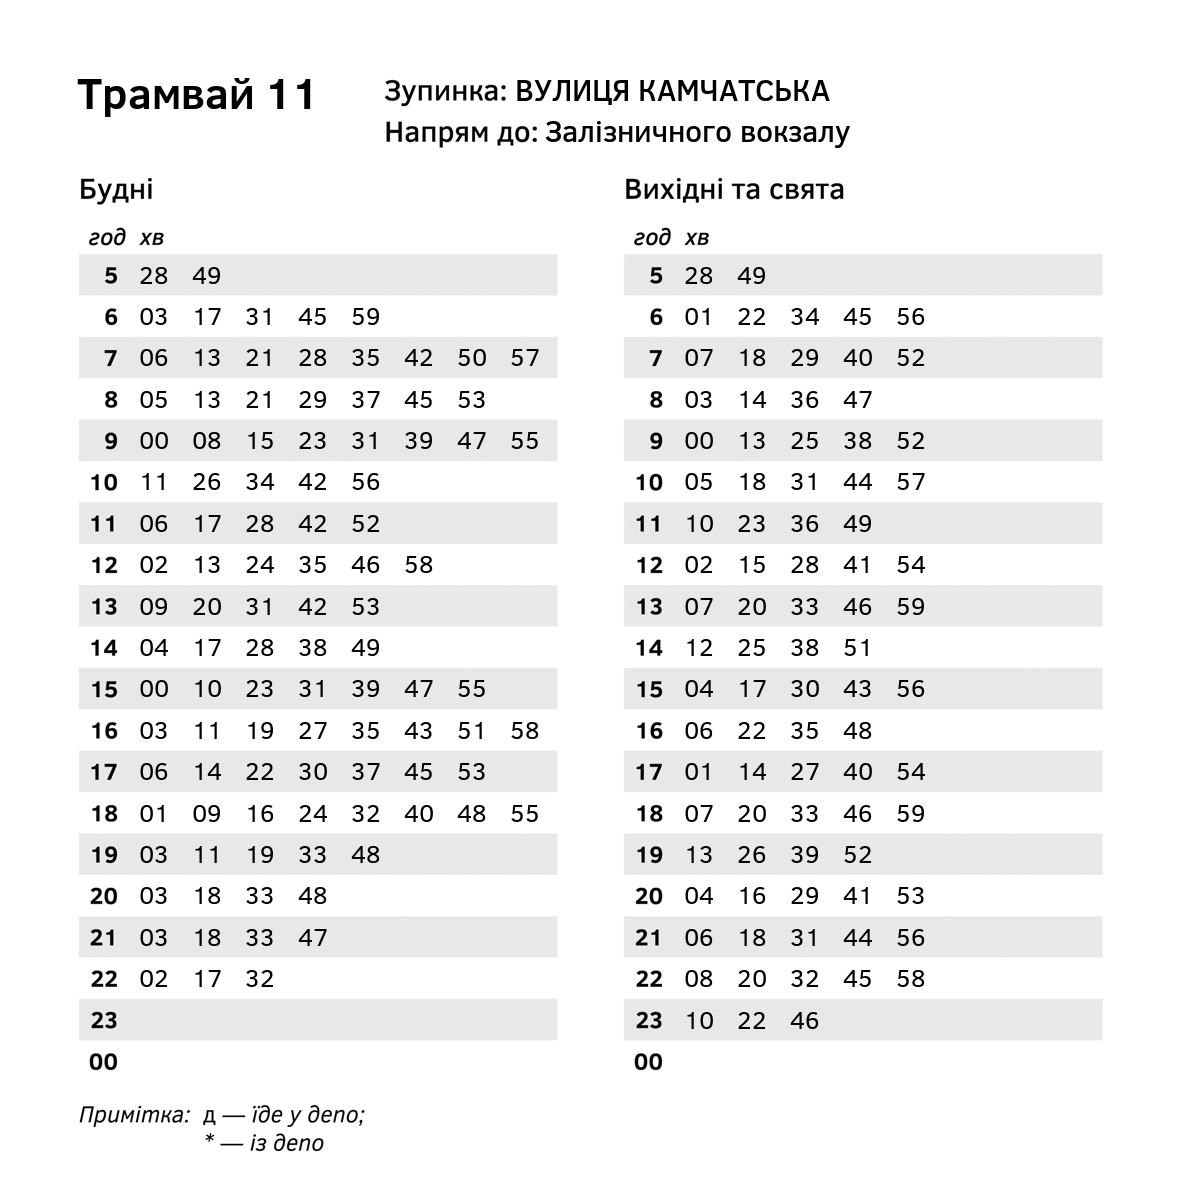 Трамвай 11
Зупинка: ВУЛИЦЯ КАМЧАТСЬКА
Напрям до: Залізничного вокзалу
Будні
год хв
5 28 49
6 03 17 31 45 59
7 06 13 21 28 35 42 50 57
8 05 13 21 29 37 45 53
9 00 08 15 23 31 39 47 55
10 11 26 34 42 56
11 06 17 28 42 52
12 02 13 24 35 46 58
13 09 20 31 42 53
14 04 17 28 38 49
15 00 10 23 31 39 47 55
16 03 11 19 27 35 43 51 58
17 06 14 22 30 37 45 53
18 01 09 16 24 32 40 48 55
19 03 11 19 33 48
20 03 18 33 48
21 03 18 33 47
22 02 17 32
23
00
Вихідні та свята
год хв
5 28 49
6 01 22 34 45 56
7 07 18 29 40 52
8 03 14 36 47
9 00 13 25 38 52
10 05 18 31 44 57
11 10 23 36 49
12 02 15 28 41 54
13 07 20 33 46 59
14 12 25 38 51
15 04 17 30 43 56
16 06 22 35 48
17 01 14 27 40 54
18 07 20 33 46 59
19 13 26 39 52
20 04 16 29 41 53
21 06 18 31 44 56
22 08 20 32 45 58
23 10 22 46
00
Примітка: д — їде у депо;
* — із депо